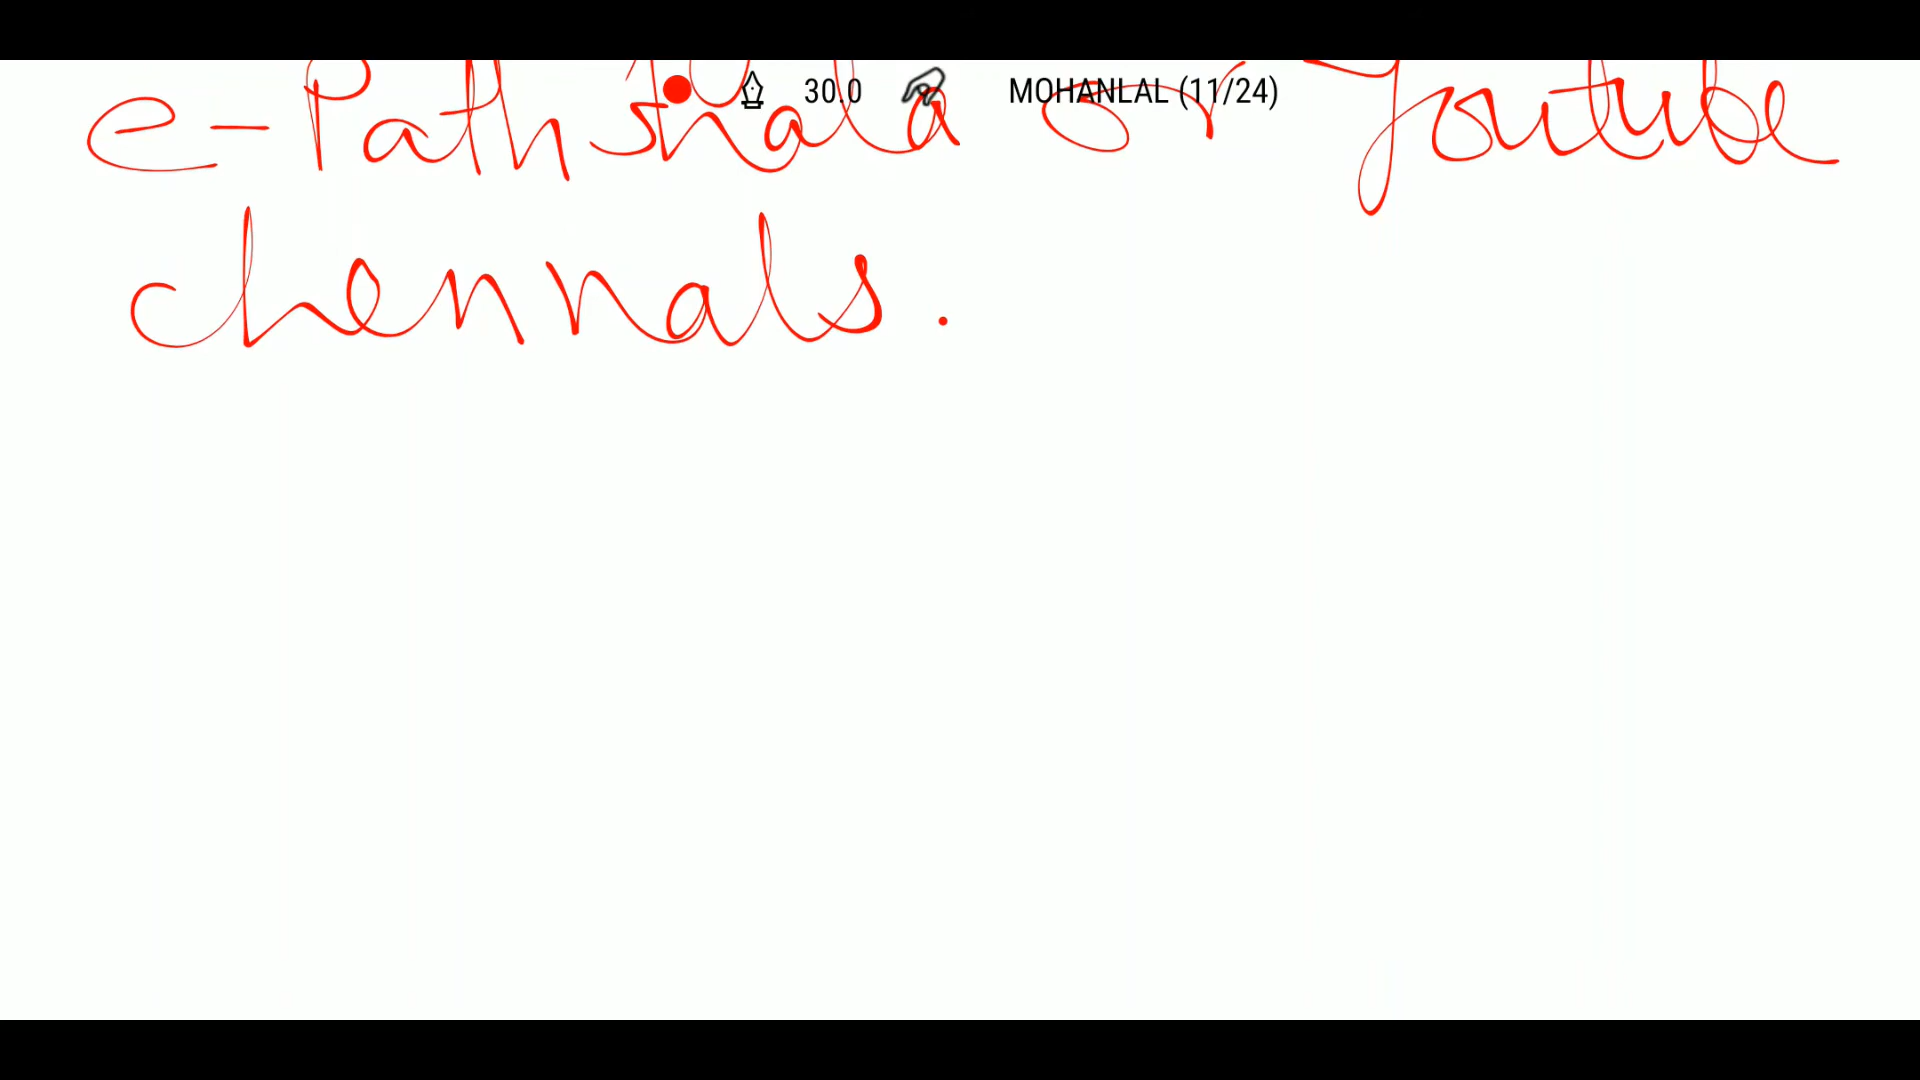 30.0 MOHANLAL (11/24)
e-Pathshala or Youtube
chennals.